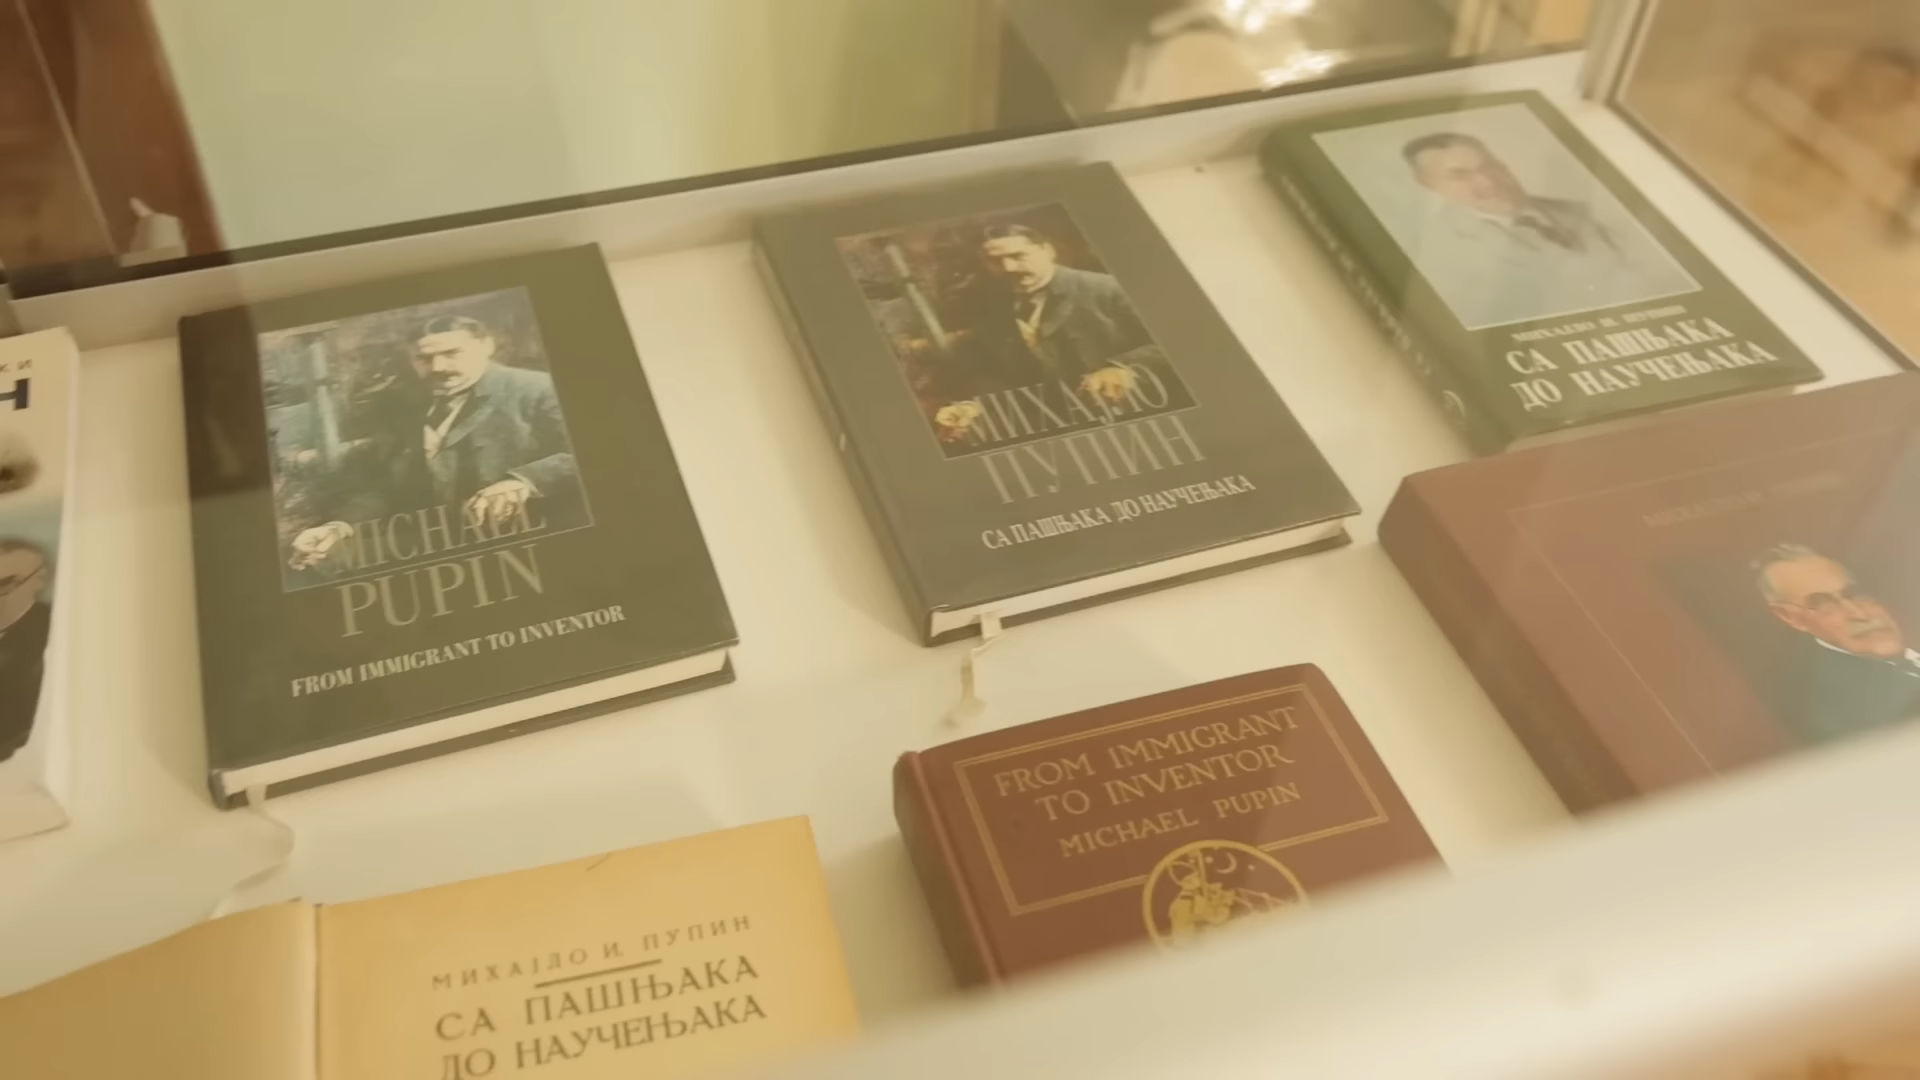 MICHAEL
PUPIN
FROM IMMIGRANT TO INVENTOR
МИХАЈЛО
ПУПИН
СА ПАШЊАКА ДО НАУЧЕЊАКА
МИХАЈЛО И. ПУПИН
СА ПАШЊАКА
ДО НАУЧЕЊАКА
FROM IMMIGRANT
TO INVENTOR
MICHAEL PUPIN
МИХАЈЛО И. ПУПИН
СА ПАШЊАКА
ДО НАУЧЕЊАКА